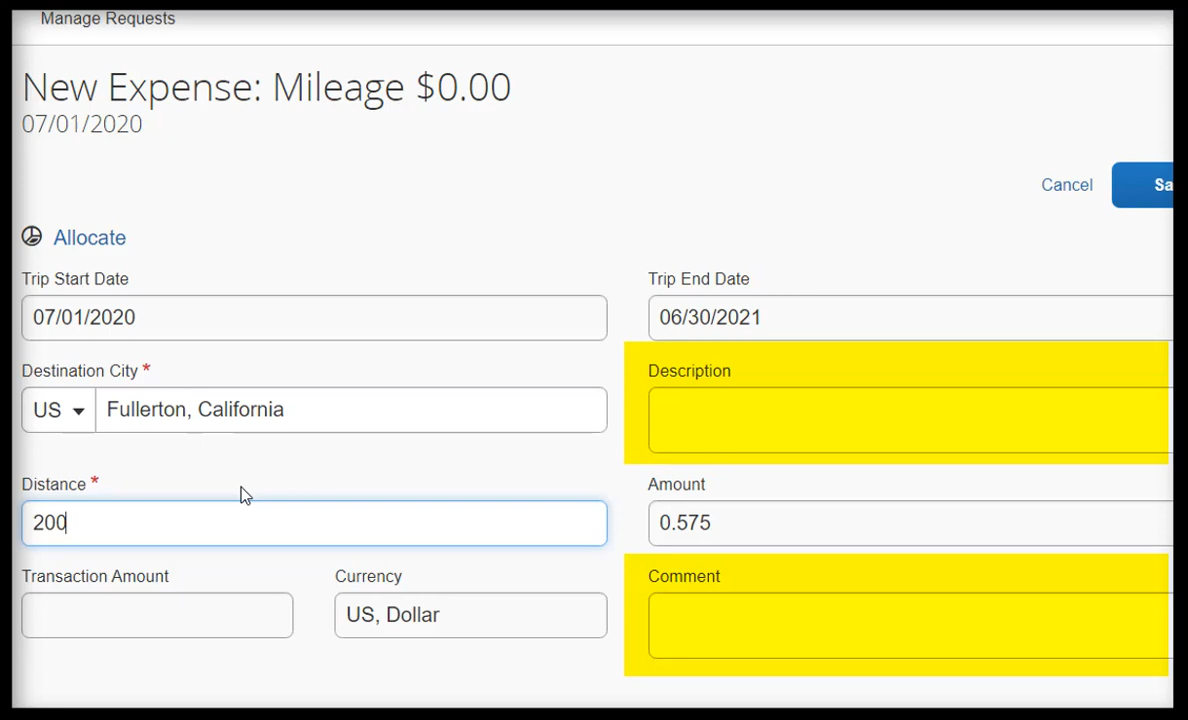 Manage Requests
New Expense: Mileage $0.00
07/01/2020
Cancel
Sa
Allocate
Trip Start Date
Trip End Date
07/01/2020
06/30/2021
Destination City *
Description
US
Fullerton, California
Distance *
Amount
200
0.575
Transaction Amount
Currency
Comment
US, Dollar